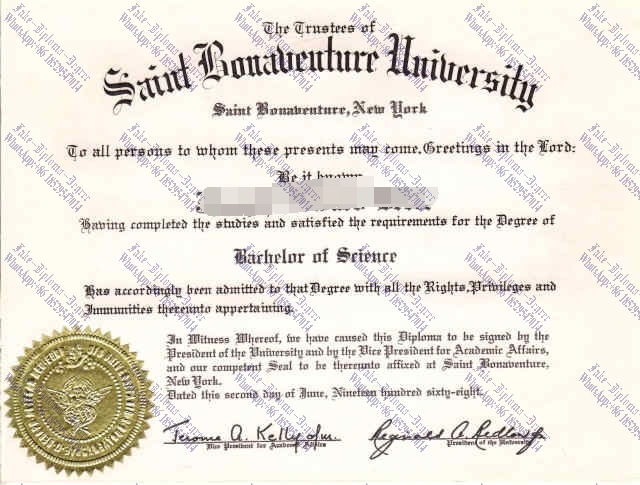 The Trustees of
Saint Bonaventure University
Saint Bonaventure, New York
To all persons to whom these presents may come, Greetings in the Lord:
Be it known
Having completed the studies and satisfied the requirements for the Degree of
Bachelor of Science
Has accordingly been admitted to that Degree with all the Rights, Privileges and
Immunities thereunto appertaining.
In Witness Whereof, we have caused this Diploma to be signed by the
President of the University and by the Vice President for Academic Affairs,
and our competent Seal to be thereunto affixed at Saint Bonaventure,
New York.
Dated this second day of June, Nineteen hundred sixty-eight.
Jerome A. Kelly ofm.
Vice President for Academic Affairs
President of the University